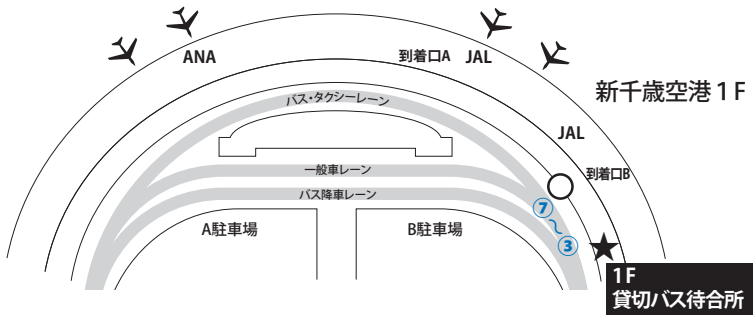 ANA
到着口A JAL
新千歳空港1F
バス・タクシーレーン
JAL
一般車レーン
到着口B
バス降車レーン
⑦
〜
③
A駐車場
B駐車場
1F
貸切バス待合所